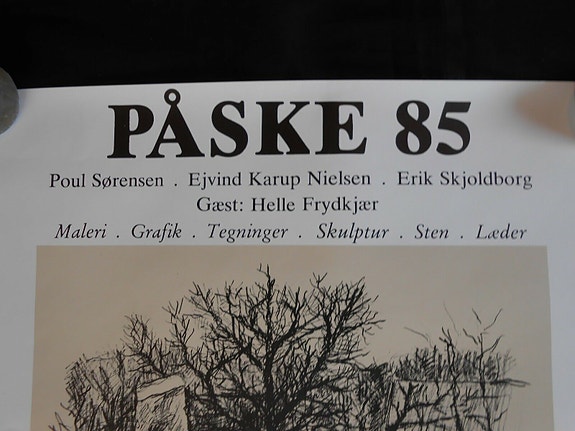 PÅSKE 85
Poul Sørensen . Ejvind Karup Nielsen . Erik Skjoldborg
Gæst: Helle Frydkjær
Maleri . Grafik . Tegninger . Skulptur . Sten . Læder